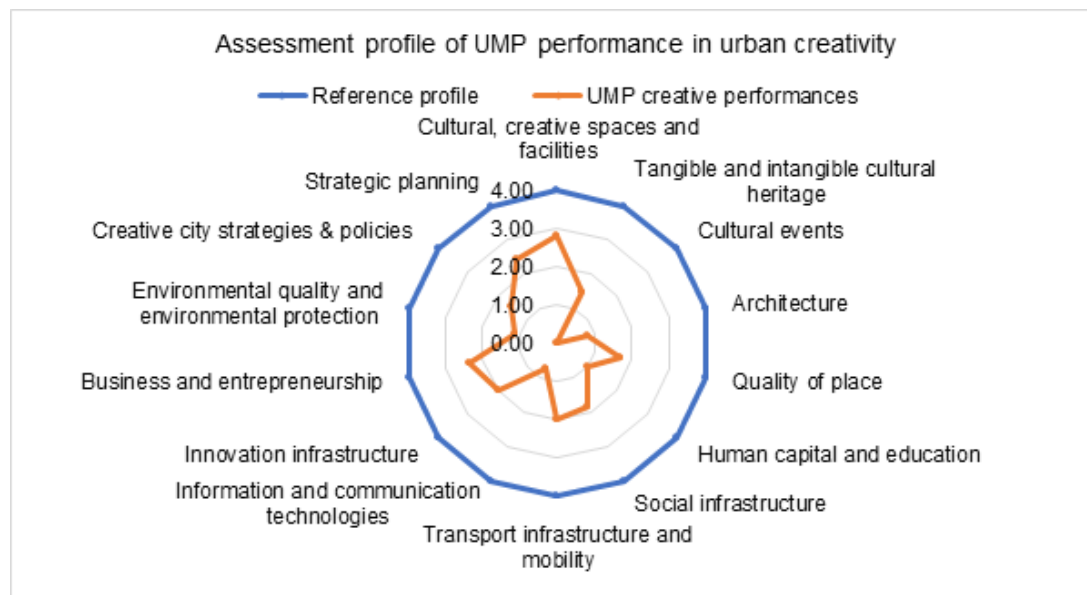 Assessment profile of UMP performance in urban creativity
Reference profile
UMP creative performances
Cultural, creative spaces and
facilities
Tangible and intangible cultural
heritage
Cultural events
Architecture
Quality of place
Human capital and education
Social infrastructure
Transport infrastructure and
mobility
Information and communication
technologies
Innovation infrastructure
Business and entrepreneurship
Environmental quality and
environmental protection
Creative city strategies & policies
Strategic planning
4.00
3.00
2.00
1.00
0.00